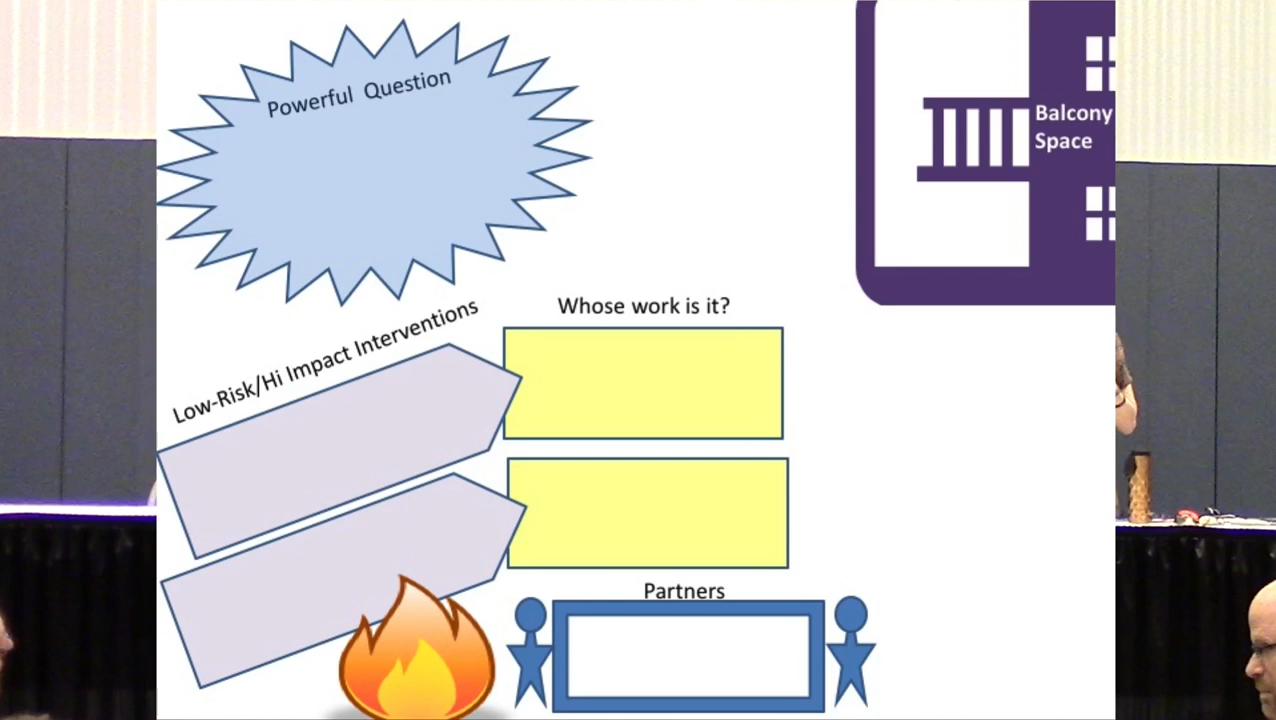 Powerful Question
Balcony
Space
Whose work is it?
Low-Risk/Hi Impact Interventions
Partners